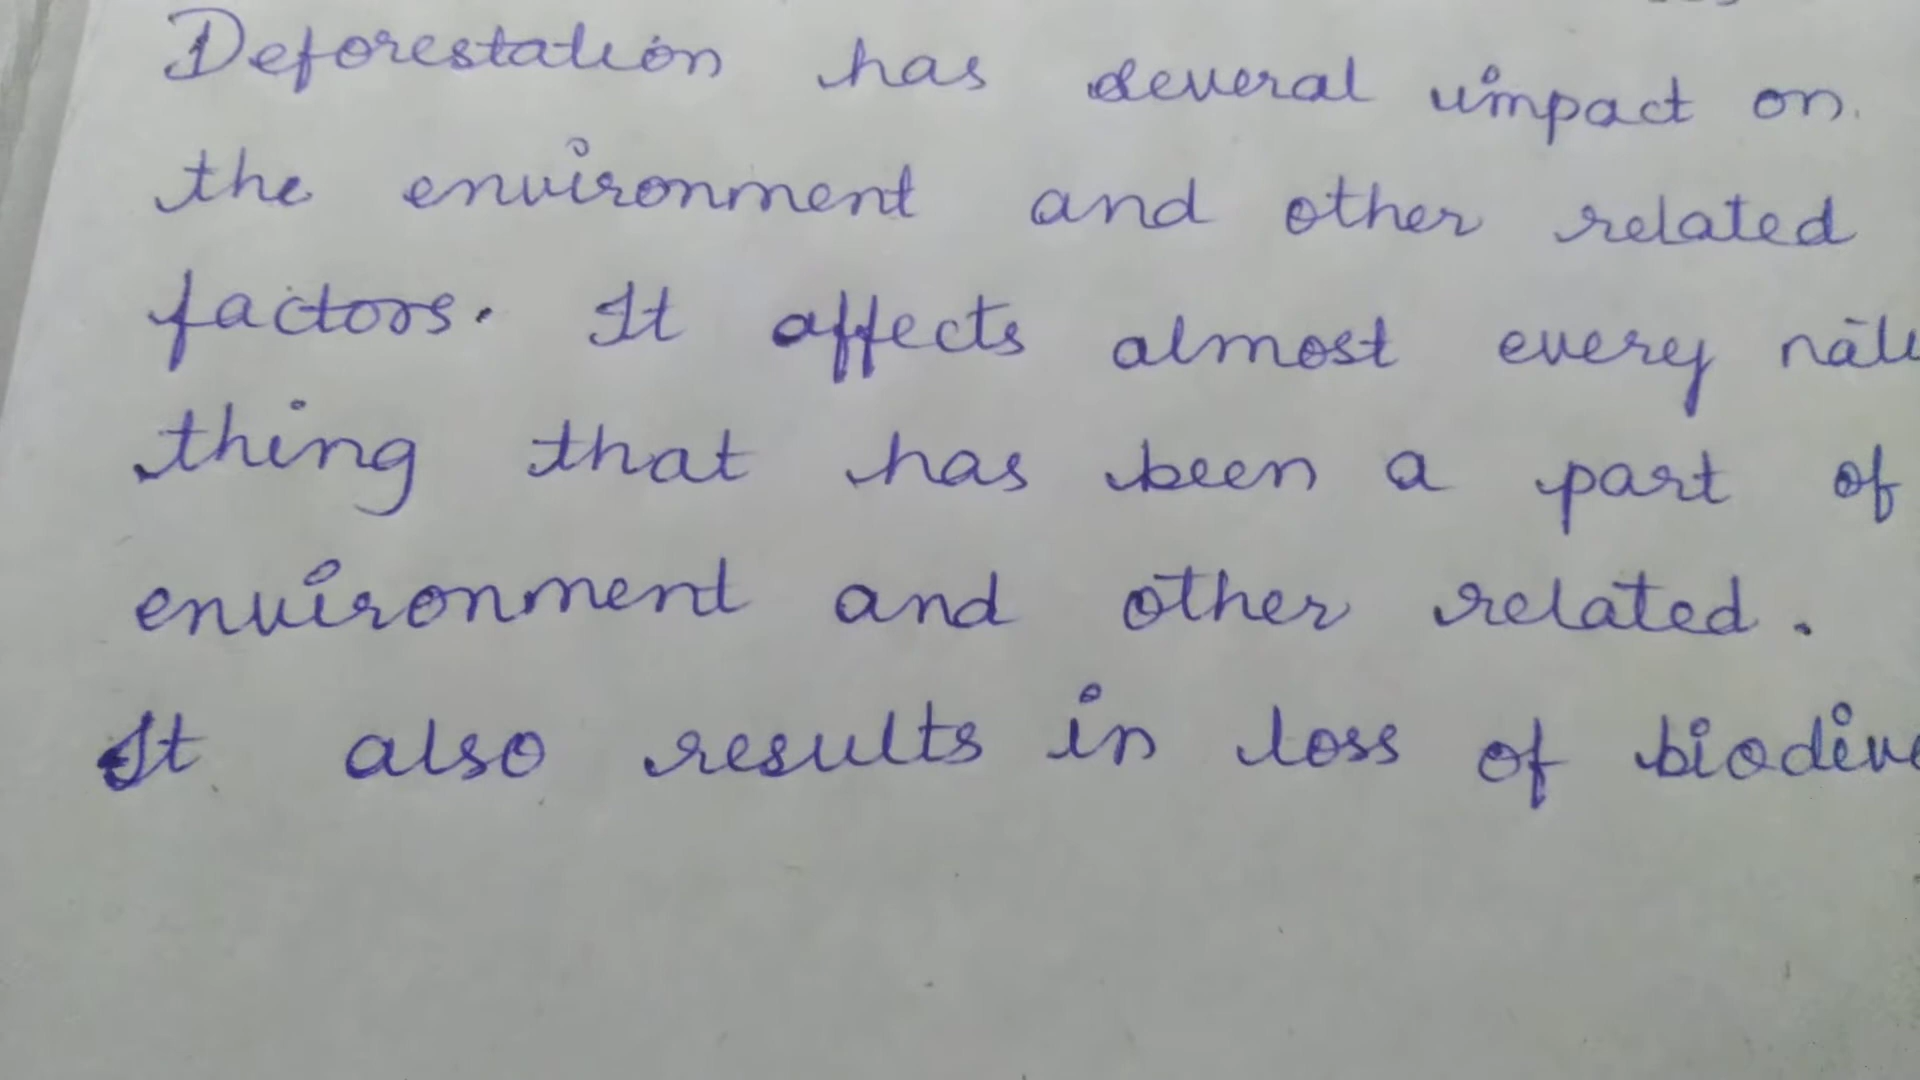 Deforestation has several impact on
the environment and other related
factors. It affects almost every
thing that has been a part of
environment and other related.
It also results in loss of